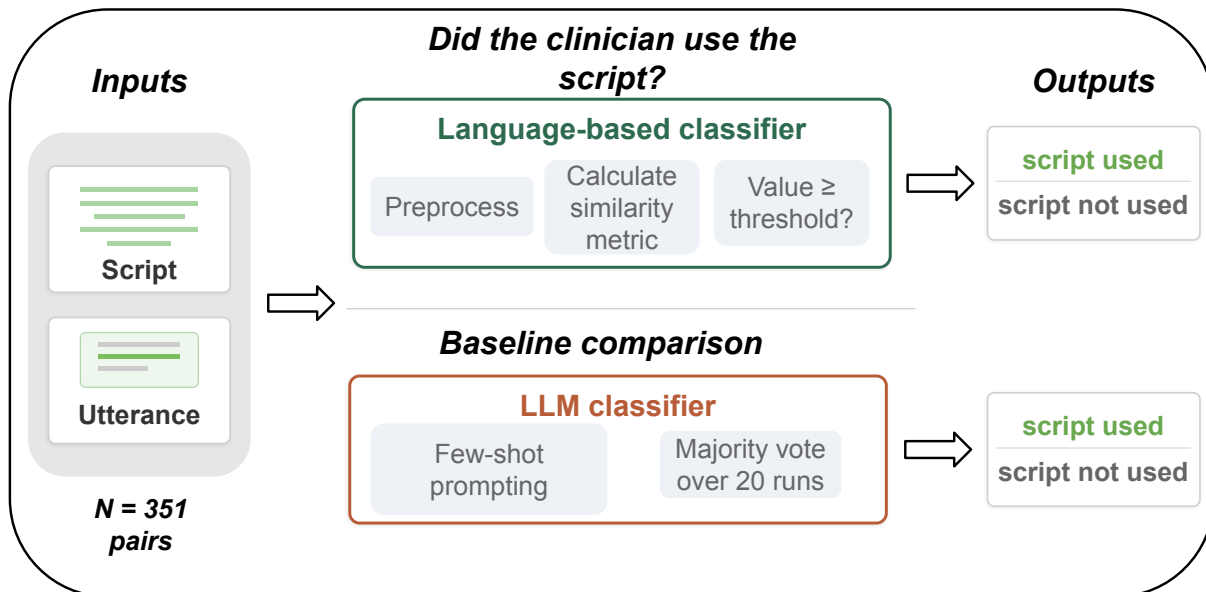 Inputs
Script
Utterance
N = 351
pairs
Did the clinician use the
script?
Language-based classifier
Preprocess
Calculate
similarity
metric
Value ≥
threshold?
Baseline comparison
LLM classifier
Few-shot
prompting
Majority vote
over 20 runs
Outputs
script used
script not used
script used
script not used